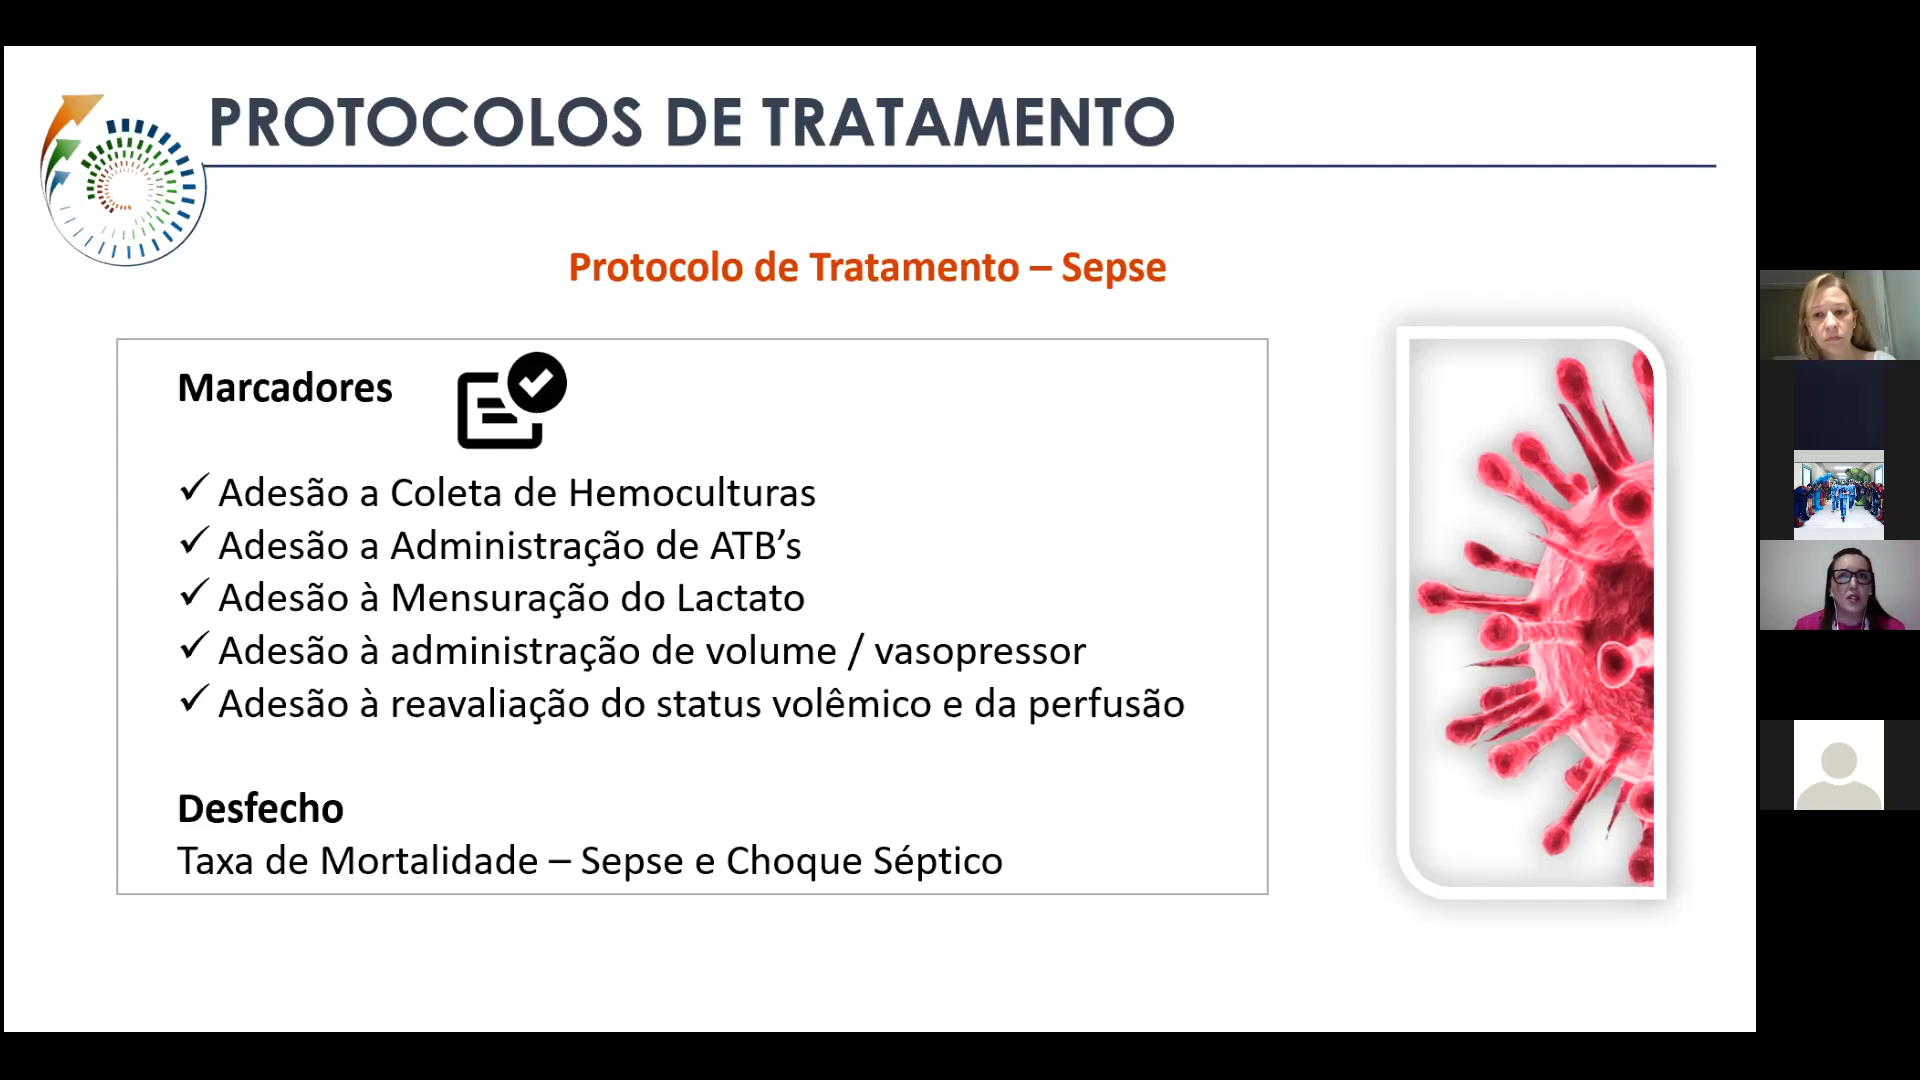 PROTOCOLOS DE TRATAMENTO
Protocolo de Tratamento – Sepse
Marcadores
✓ Adesão a Coleta de Hemoculturas
✓ Adesão a Administração de ATB’s
✓ Adesão à Mensuração do Lactato
✓ Adesão à administração de volume / vasopressor
✓ Adesão à reavaliação do status volêmico e da perfusão
Desfecho
Taxa de Mortalidade – Sepse e Choque Séptico